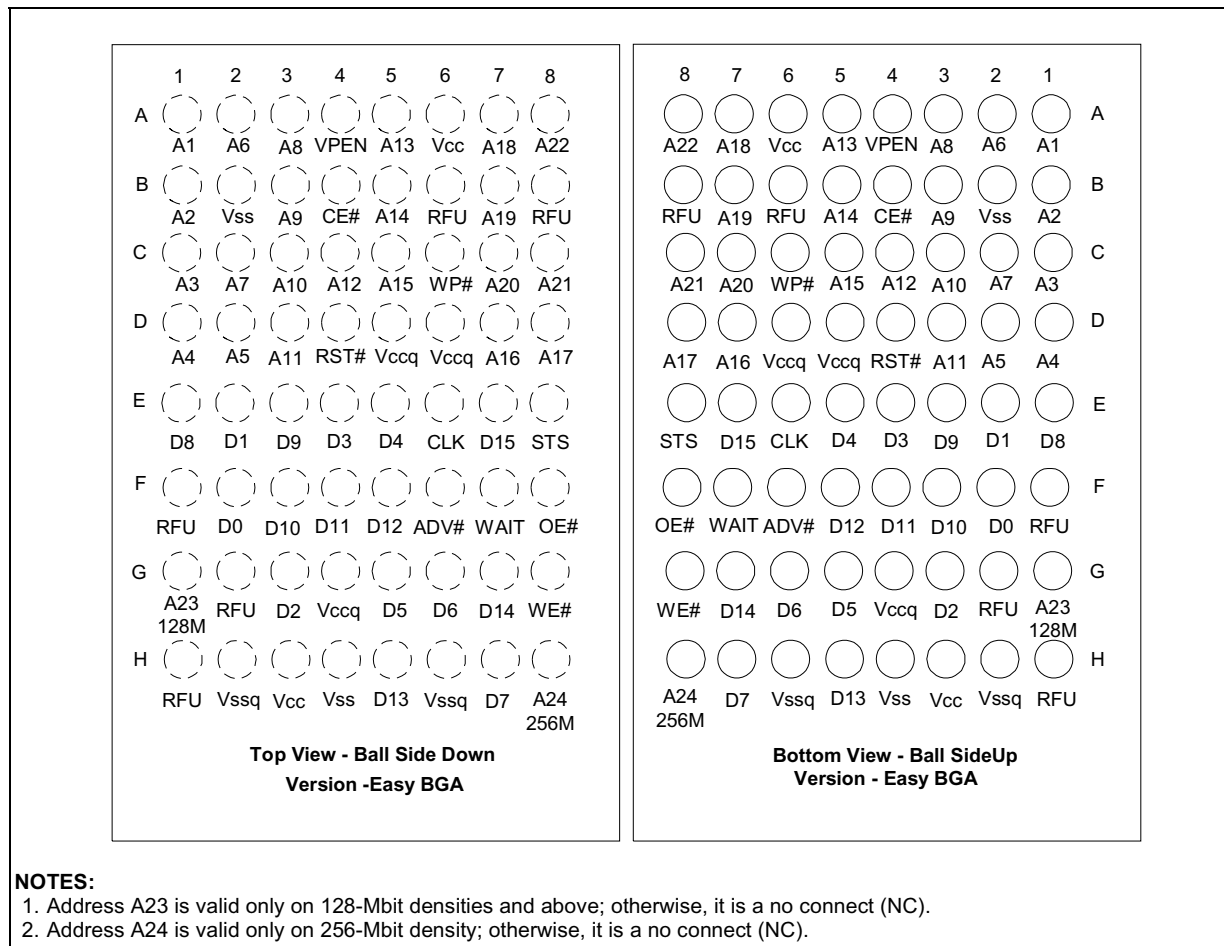 1 2 3 4 5 6 7 8
A
A1 A6 A8 VPEN A13 Vcc A18 A22
B
A2 Vss A9 CE# A14 RFU A19 RFU
C
A3 A7 A10 A12 A15 WP# A20 A21
D
A4 A5 A11 RST# Vccq Vccq A16 A17
E
D8 D1 D9 D3 D4 CLK D15 STS
F
RFU D0 D10 D11 D12 ADV# WAIT OE#
G
A23 RFU D2 Vccq D5 D6 D14 WE#
128M
H
RFU Vssq Vcc Vss D13 Vssq D7 A24
256M
Top View - Ball Side Down
Version -Easy BGA
8 7 6 5 4 3 2 1
A
A22 A18 Vcc A13 VPEN A8 A6 A1
B
RFU A19 RFU A14 CE# A9 Vss A2
C
A21 A20 WP# A15 A12 A10 A7 A3
D
A17 A16 Vccq Vccq RST# A11 A5 A4
E
STS D15 CLK D4 D3 D9 D1 D8
F
OE# WAIT ADV# D12 D11 D10 D0 RFU
G
WE# D14 D6 D5 Vccq D2 RFU A23
128M
H
A24 D7 Vssq D13 Vss Vcc Vssq RFU
256M
Bottom View - Ball SideUp
Version - Easy BGA
NOTES:
1. Address A23 is valid only on 128-Mbit densities and above; otherwise, it is a no connect (NC).
2. Address A24 is valid only on 256-Mbit density; otherwise, it is a no connect (NC).